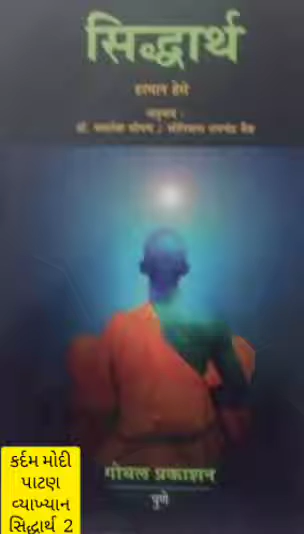 सिद्धार्थ
हरमान हेसे
अनुवाद :
गोयल प्रकाशन
पुणे
કર્દમ મોદી
પાટણ
વ્યાખ્યાન
સિદ્ધાર્થ 2